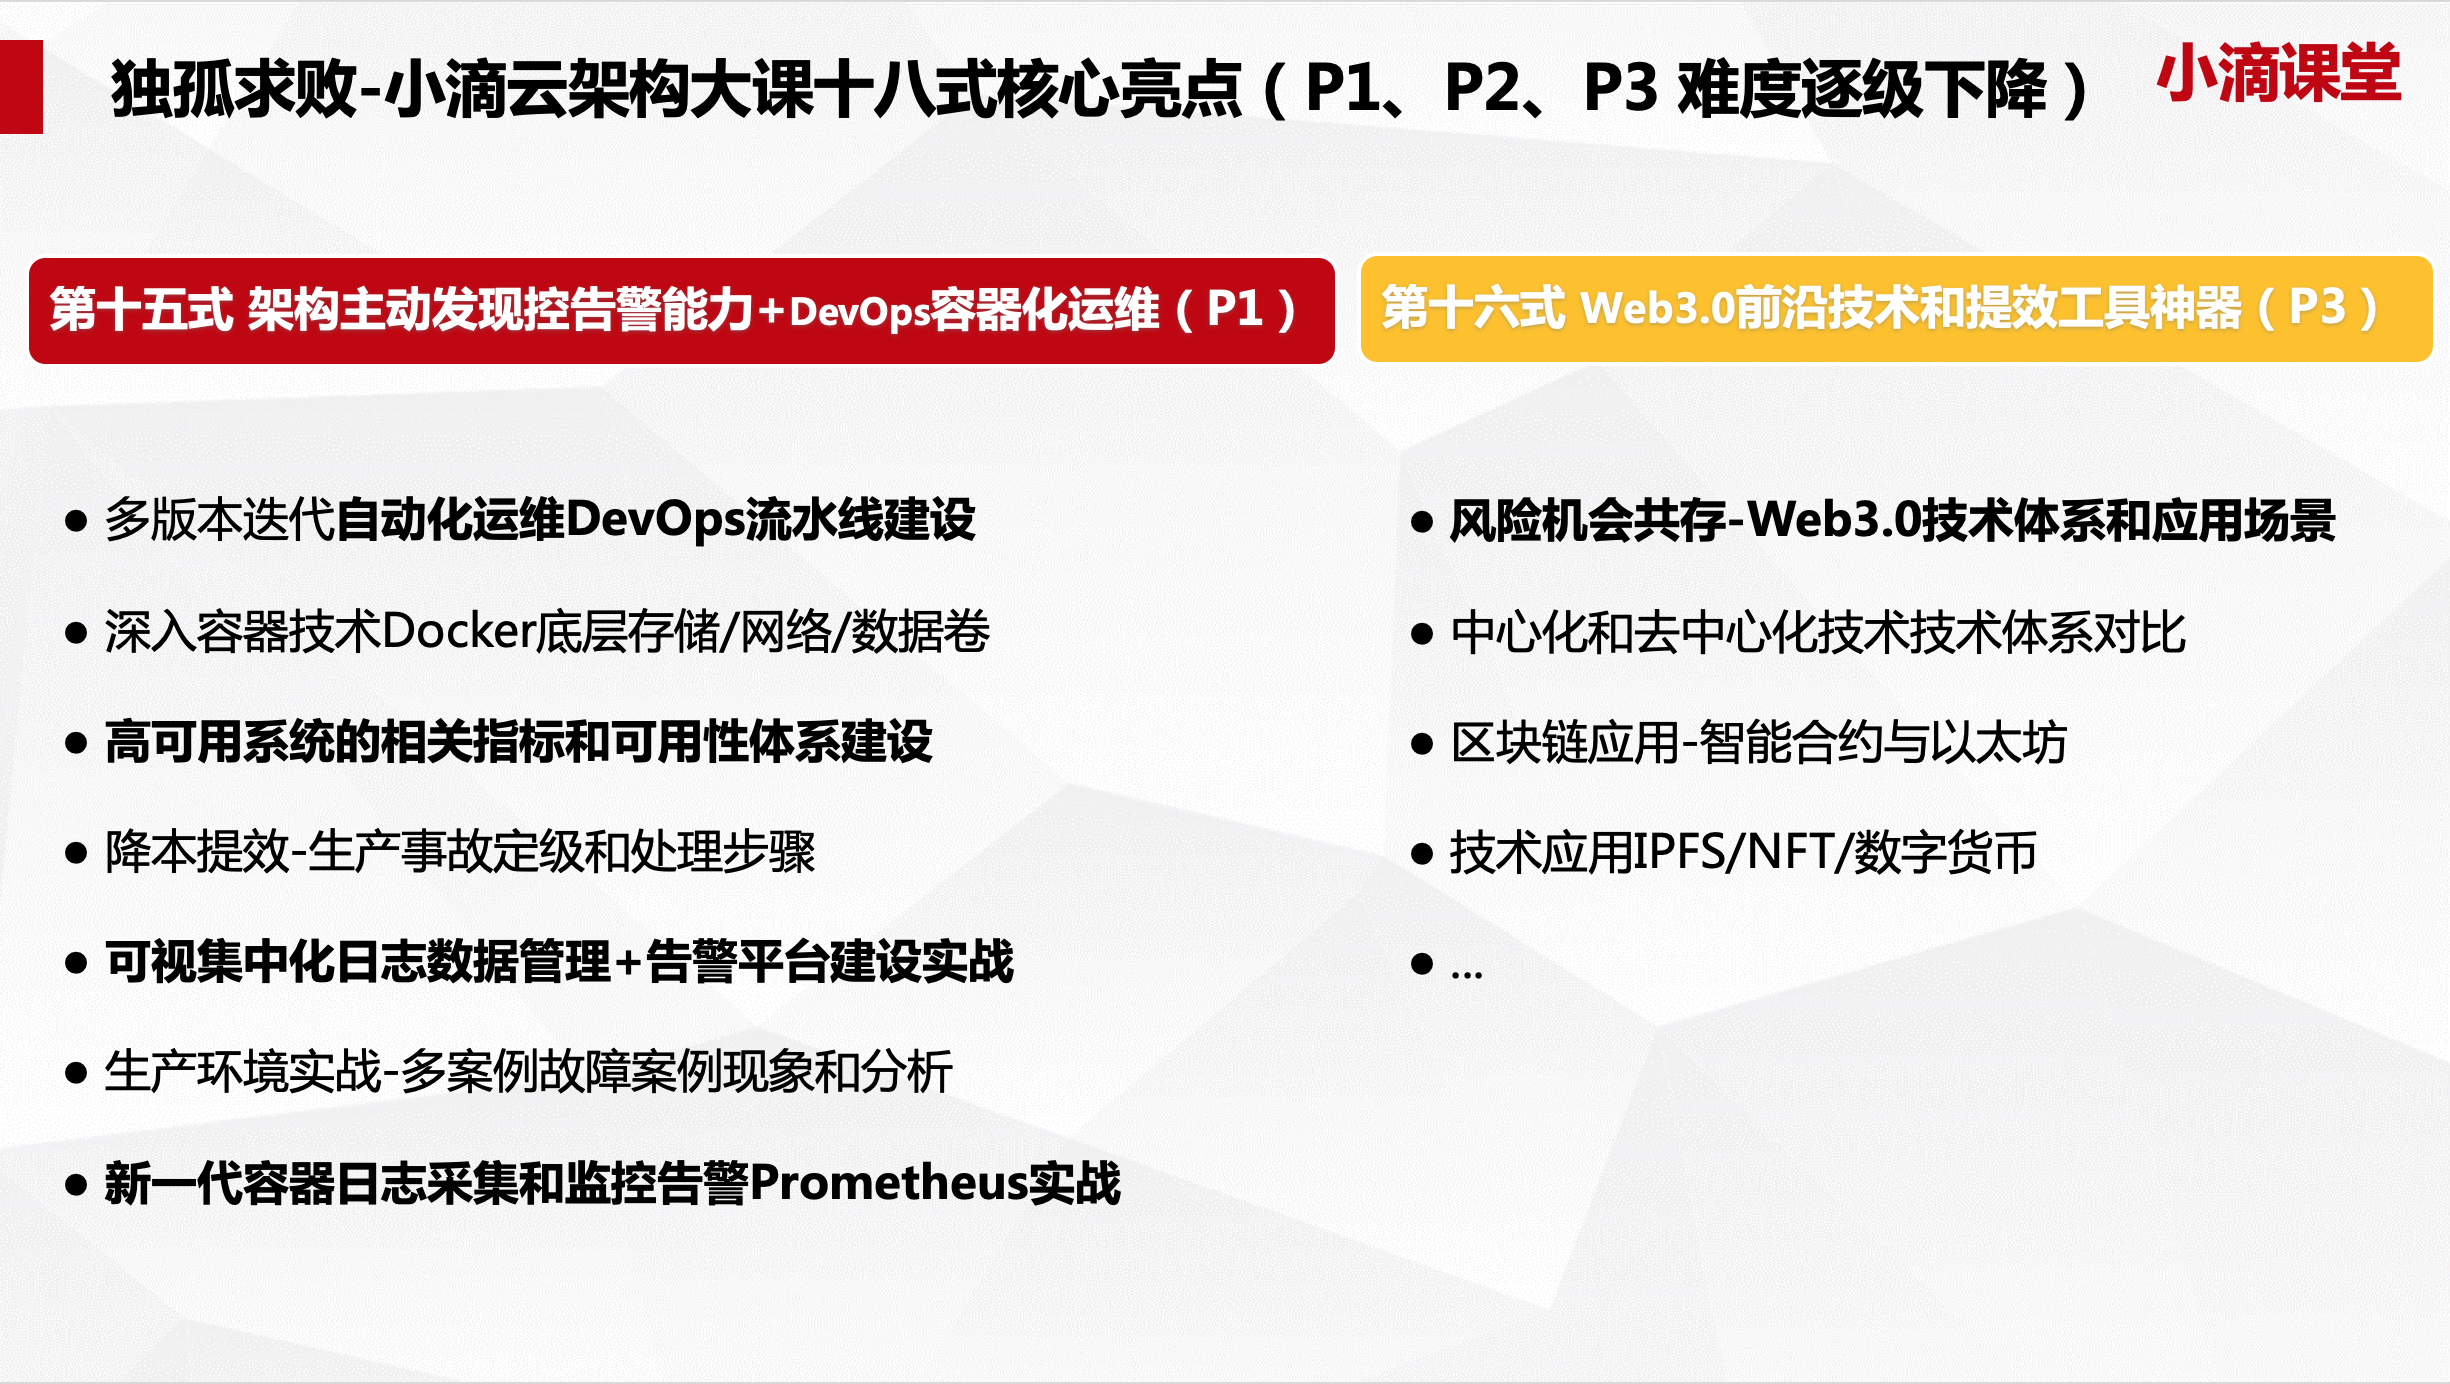 独孤求败-小滴云架构大课十八式核心亮点（P1、P2、P3 难度逐级下降）
小滴课堂
第十五式 架构主动发现控告警能力+DevOps容器化运维（P1）
● 多版本迭代自动化运维DevOps流水线建设
● 深入容器技术Docker底层存储/网络/数据卷
● 高可用系统的相关指标和可用性体系建设
● 降本提效-生产事故定级和处理步骤
● 可视集中化日志数据管理+告警平台建设实战
● 生产环境实战-多案例故障案例现象和分析
● 新一代容器日志采集和监控告警Prometheus实战
第十六式 Web3.0前沿技术和提效工具神器（P3）
● 风险机会共存-Web3.0技术体系和应用场景
● 中心化和去中心化技术技术体系对比
● 区块链应用-智能合约与以太坊
● 技术应用IPFS/NFT/数字货币
● ...